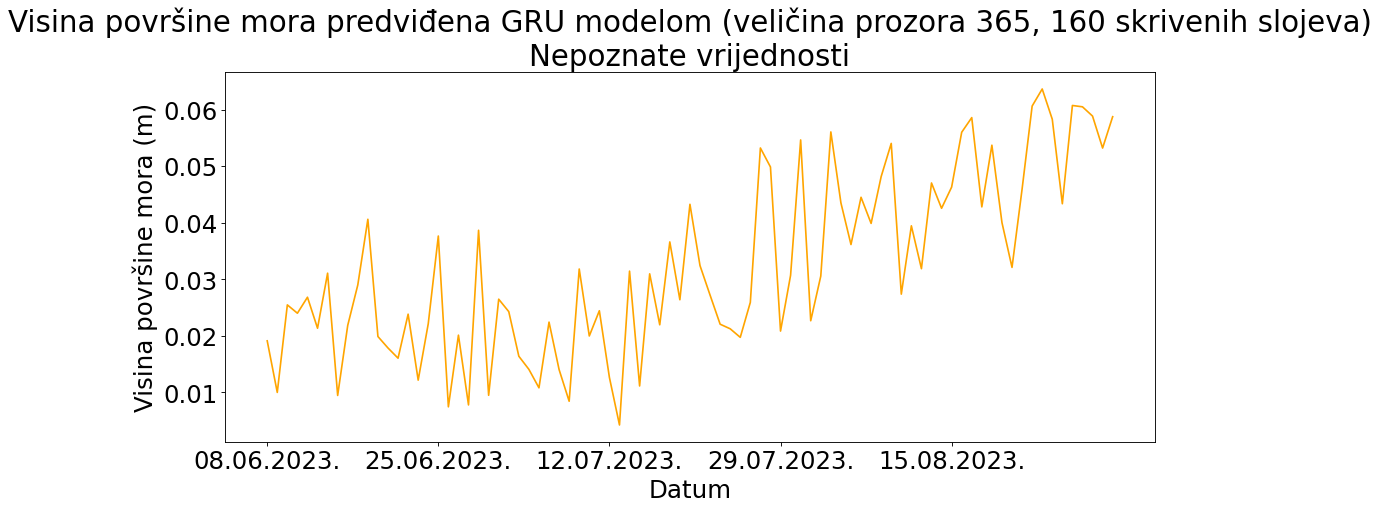 Visina površine mora predviđena GRU modelom (veličina prozora 365, 160 skrivenih slojeva)
Nepoznate vrijednosti
Visina površine mora (m)
0.06
0.05
0.04
0.03
0.02
0.01
08.06.2023. 25.06.2023. 12.07.2023. 29.07.2023. 15.08.2023.
Datum